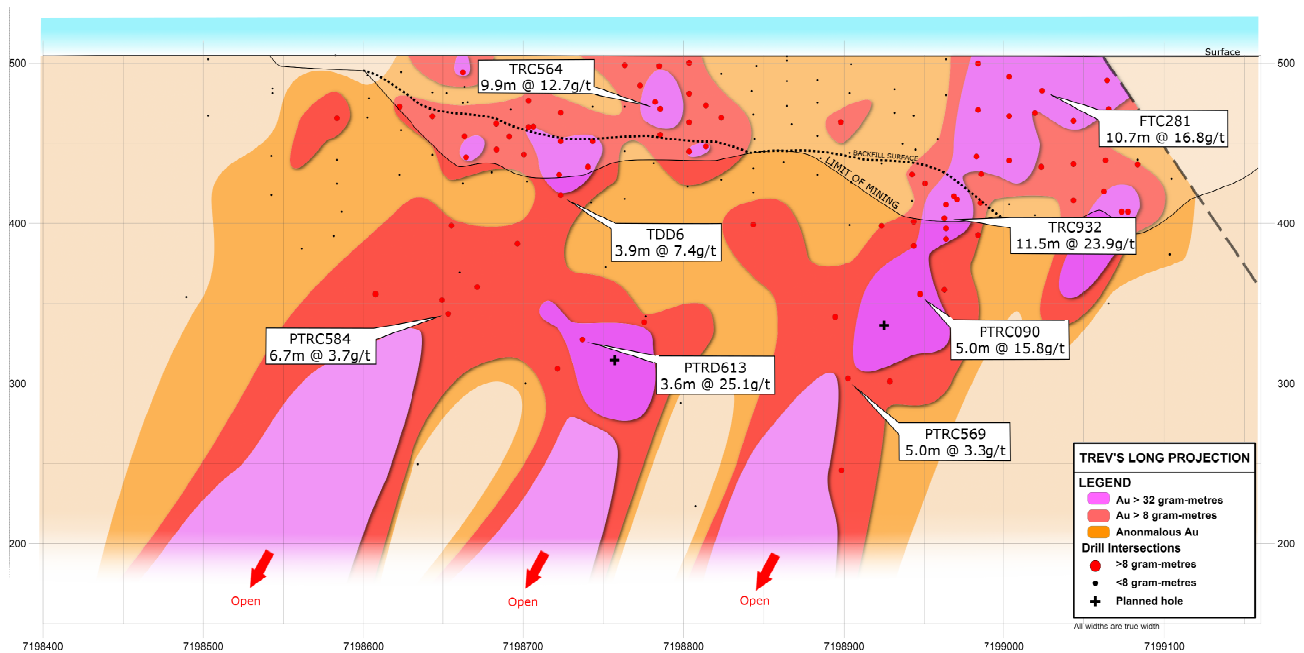 Surface
500
500
TRC564
9.9m @ 12.7g/t
FTC281
10.7m @ 16.8g/t
BACKFILL SURFACE
LIMIT OF MINING
400
400
TDD6
3.9m @ 7.4g/t
TRC932
11.5m @ 23.9g/t
PTRC584
6.7m @ 3.7g/t
FTRC090
5.0m @ 15.8g/t
PTRD613
3.6m @ 25.1g/t
300
300
PTRC569
5.0m @ 3.3g/t
TREV'S LONG PROJECTION
LEGEND
Au > 32 gram-metres
Au > 8 gram-metres
Anonmalous Au
Drill Intersections
>8 gram-metres
<8 gram-metres
Planned hole
All widths are true width
200
200
Open
Open
Open
7198400
7198500
7198600
7198700
7198800
7198900
7199000
7199100